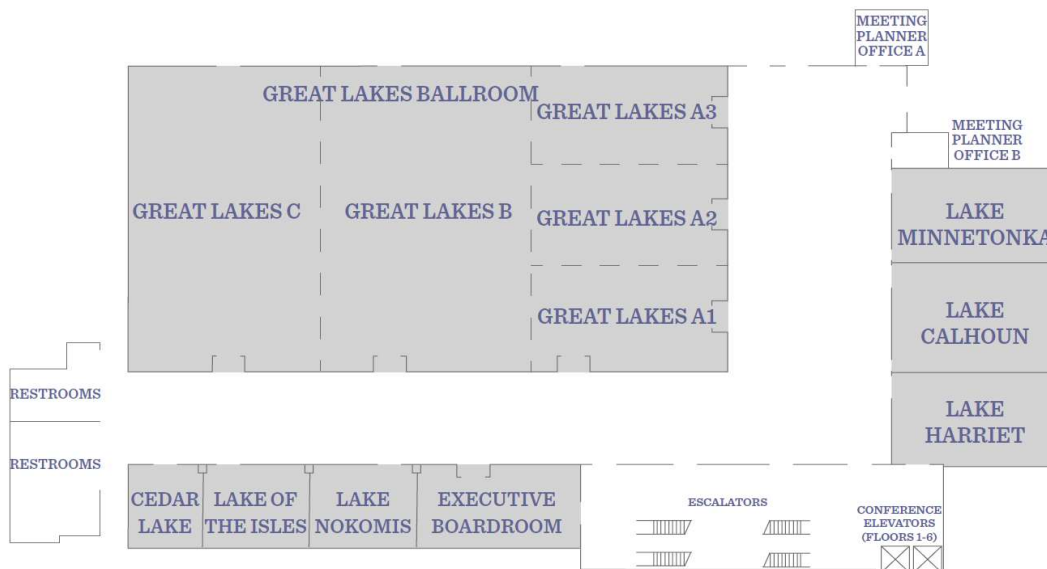 MEETING
PLANNER
OFFICE A
GREAT LAKES BALLROOM
GREAT LAKES A3
MEETING
PLANNER
OFFICE B
GREAT LAKES C
GREAT LAKES B
GREAT LAKES A2
LAKE
MINNETONKA
GREAT LAKES A1
LAKE
CALHOUN
RESTROOMS
LAKE
HARRIET
RESTROOMS
CEDAR
LAKE
LAKE OF
THE ISLES
LAKE
NOKOMIS
EXECUTIVE
BOARDROOM
ESCALATORS
CONFERENCE
ELEVATORS
(FLOORS 1-6)